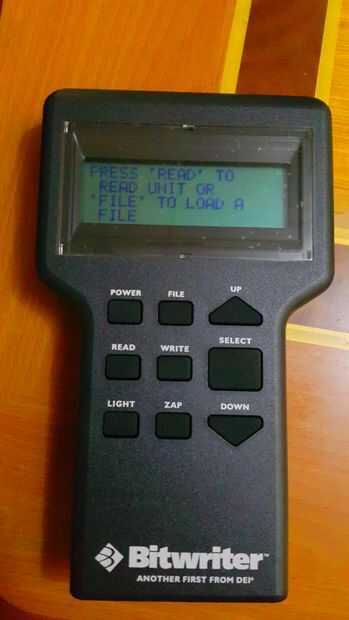 PRESS "READ" TO
READ UNIT OR
"FILE" TO LOAD A
FILE
POWER FILE UP
READ WRITE SELECT
LIGHT ZAP DOWN
Bitwriter™
ANOTHER FIRST FROM DEI®